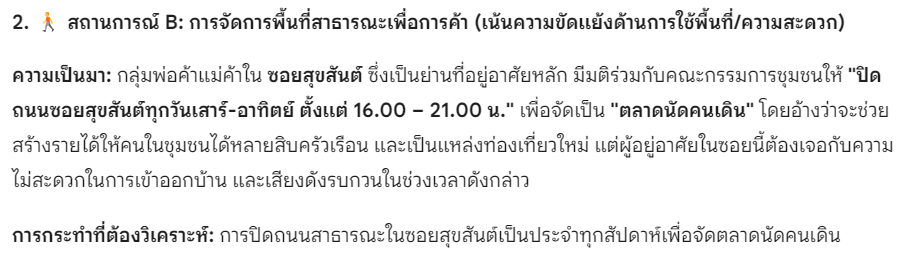 2. 🚶 สถานการณ์ B: การจัดการพื้นที่สาธารณะเพื่อการค้า (เน้นความขัดแย้งด้านการใช้พื้นที่/ความสะดวก)
ความเป็นมา: กลุ่มพ่อค้าแม่ค้าใน ซอยสุขสันต์ ซึ่งเป็นย่านที่อยู่อาศัยหลัก มีมติร่วมกับคณะกรรมการชุมชนให้ "ปิด
ถนนซอยสุขสันต์ทุกวันเสาร์-อาทิตย์ ตั้งแต่ 16.00 – 21.00 น." เพื่อจัดเป็น "ตลาดนัดคนเดิน" โดยอ้างว่าจะช่วย
สร้างรายได้ให้คนในชุมชนได้หลายสิบครัวเรือน และเป็นแหล่งท่องเที่ยวใหม่ แต่ผู้อยู่อาศัยในซอยนี้ต้องเจอกับความ
ไม่สะดวกในการเข้าออกบ้าน และเสียงดังรบกวนในช่วงเวลาดังกล่าว
การกระทำที่ต้องวิเคราะห์: การปิดถนนสาธารณะในซอยสุขสันต์เป็นประจำทุกสัปดาห์เพื่อจัดตลาดนัดคนเดิน